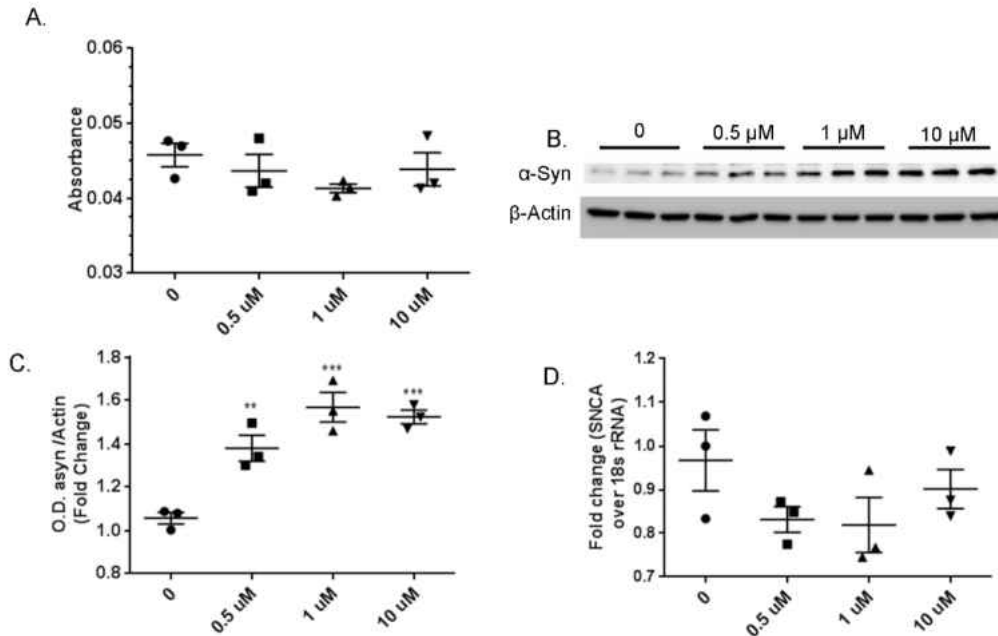 A.
0.06
0.05
0.04
0.03
Absorbance
0
0.5 uM
1 uM
10 uM
B.
0 0.5 µM 1 µM 10 µM
α-Syn
β-Actin
C.
1.8
1.6
1.4
1.2
1.0
0.8
O.D. asyn /Actin
(Fold Change)
**
***
***
0
0.5 uM
1 uM
10 uM
D.
1.2
1.1
1.0
0.9
0.8
0.7
Fold change (SNCA
over 18s rRNA)
0
0.5 uM
1 uM
10 uM